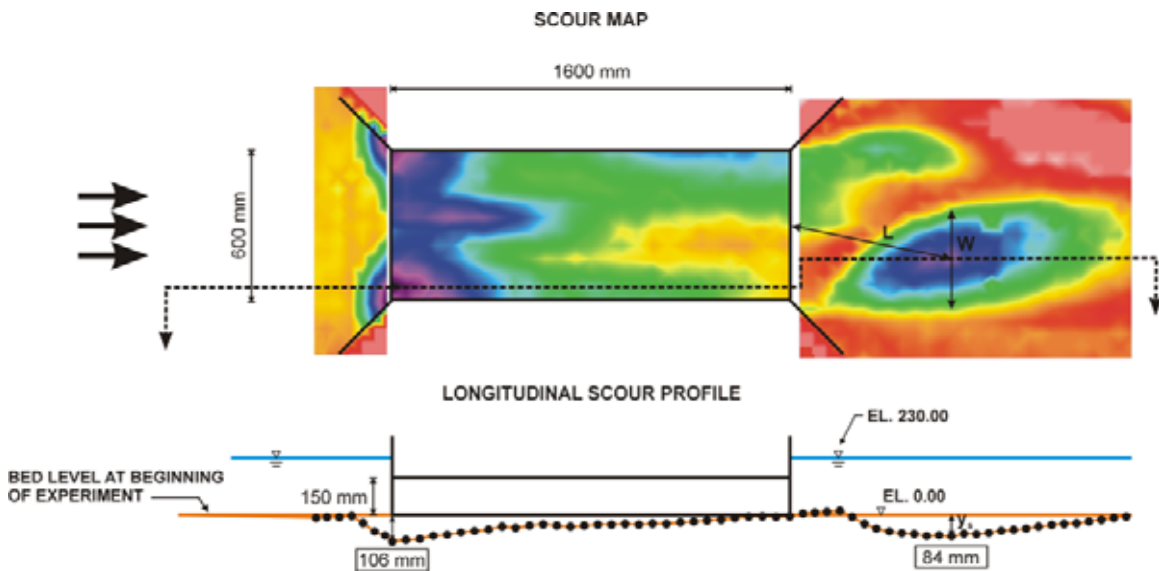 SCOUR MAP
1600 mm
600 mm
L
W
LONGITUDINAL SCOUR PROFILE
EL. 230.00
BED LEVEL AT BEGINNING
OF EXPERIMENT
150 mm
EL. 0.00
yₛ
106 mm
84 mm